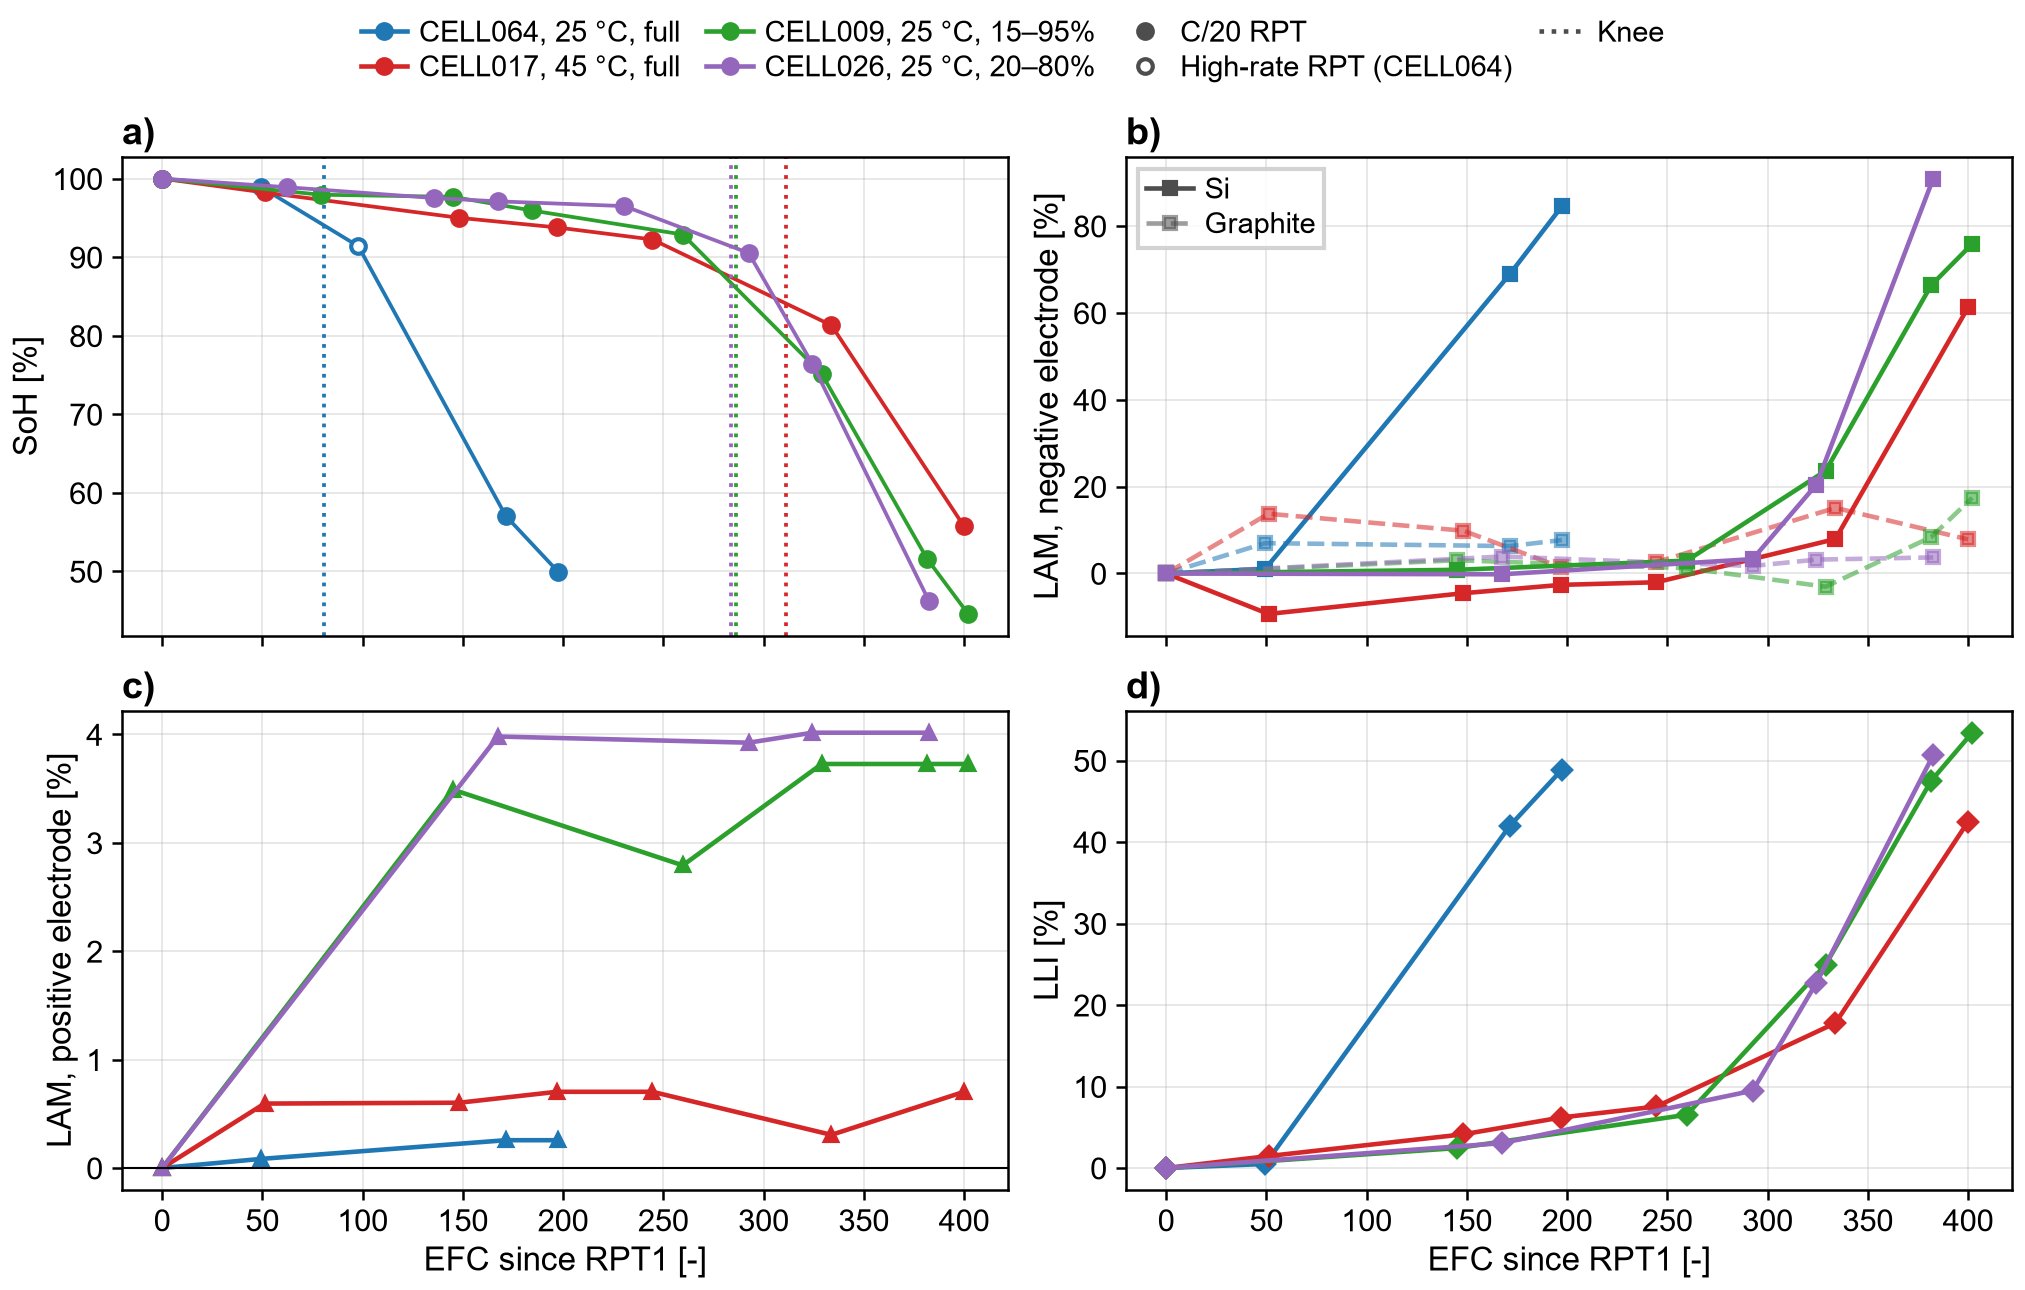 CELL064, 25 °C, full
CELL017, 45 °C, full
CELL009, 25 °C, 15–95%
CELL026, 25 °C, 20–80%
C/20 RPT
High-rate RPT (CELL064)
Knee
a)
SoH [%]
100
90
80
70
60
50
b)
LAM, negative electrode [%]
80
60
40
20
0
Si
Graphite
c)
LAM, positive electrode [%]
4
3
2
1
0
0 50 100 150 200 250 300 350 400
EFC since RPT1 [-]
d)
LLI [%]
50
40
30
20
10
0
0 50 100 150 200 250 300 350 400
EFC since RPT1 [-]